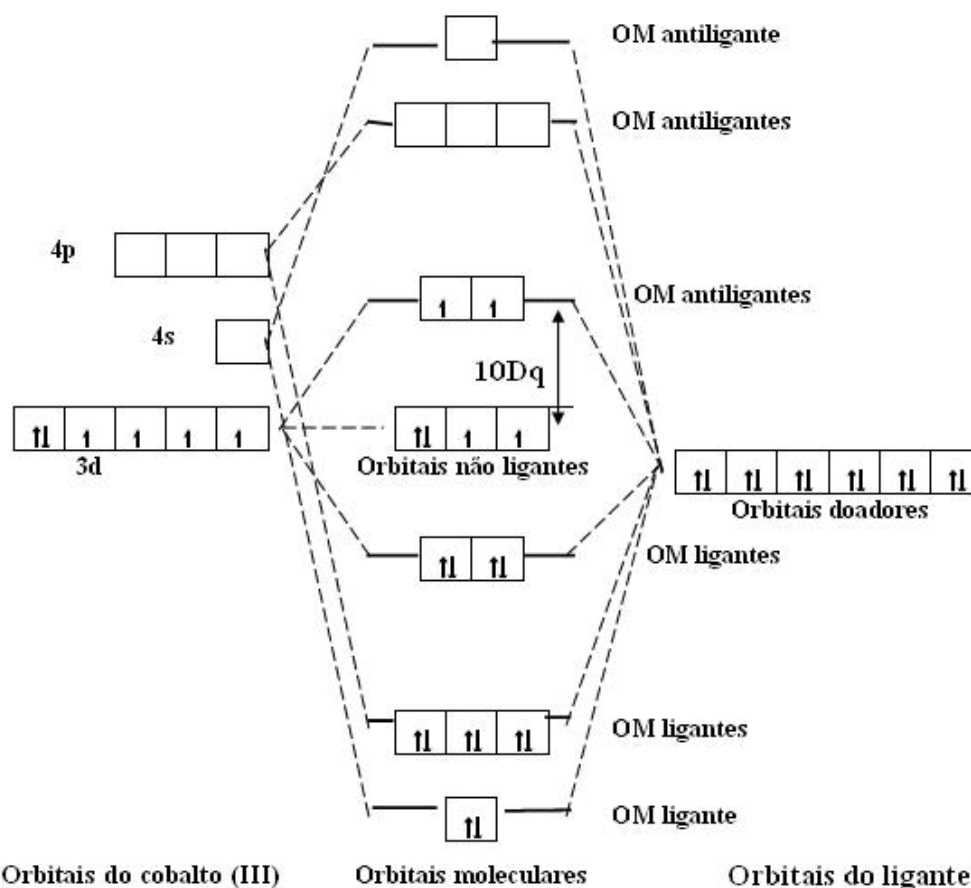 OM antiligante
OM antiligantes
4p
OM antiligantes
4s
10Dq
3d
Orbitais não ligantes
Orbitais doadores
OM ligantes
OM ligantes
OM ligante
Orbitais do cobalto (III)
Orbitais moleculares
Orbitais do ligante